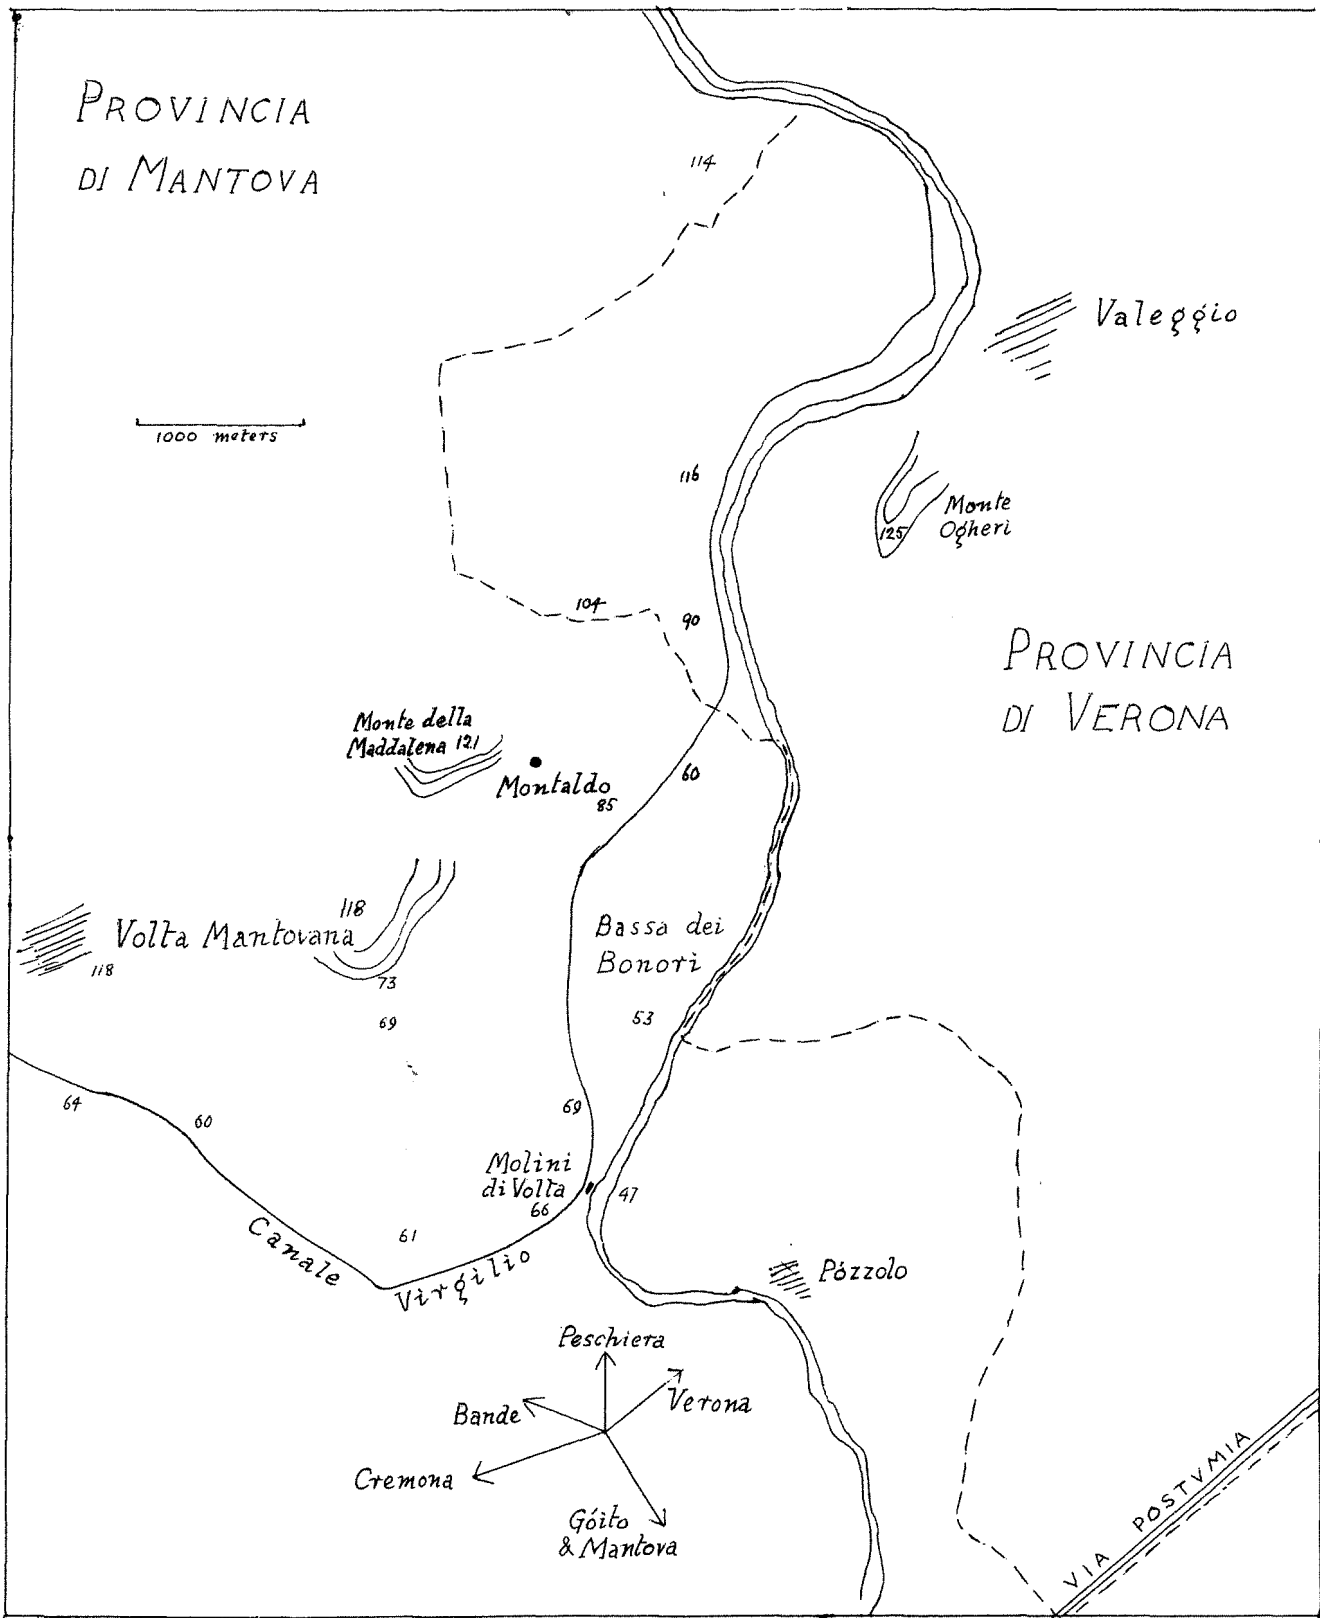 PROVINCIA
DI MANTOVA
114
Valeggio
1000 meters
116
Monte
Ogheri
125
104
90
PROVINCIA
DI VERONA
Monte della
Maddalena 121
Montaldo
85
60
118
Volta Mantovana
118
73
69
Bassa dei
Bonori
53
64
60
69
Molini
di Volta
66
47
61
Canale
Virgilio
Pózzolo
Peschiera
Bande
Verona
Cremona
Góito
& Mantova
VIA POSTVMIA